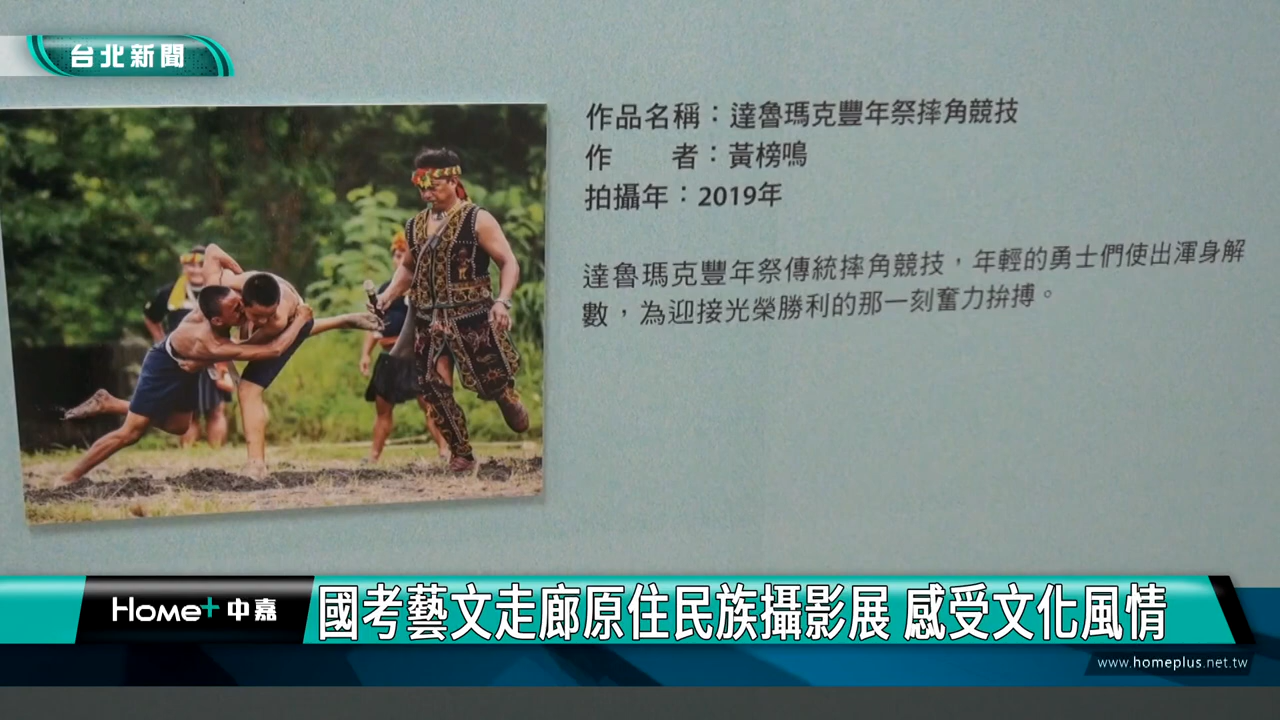 台北新聞
作品名稱：達魯瑪克豐年祭摔角競技
作者：黃榜鳴
拍攝年：2019年
達魯瑪克豐年祭傳統摔角競技，年輕的勇士們使出渾身解
數，為迎接光榮勝利的那一刻奮力拚搏。
Home+中嘉
國考藝文走廊原住民族攝影展 感受文化風情
www.homeplus.net.tw